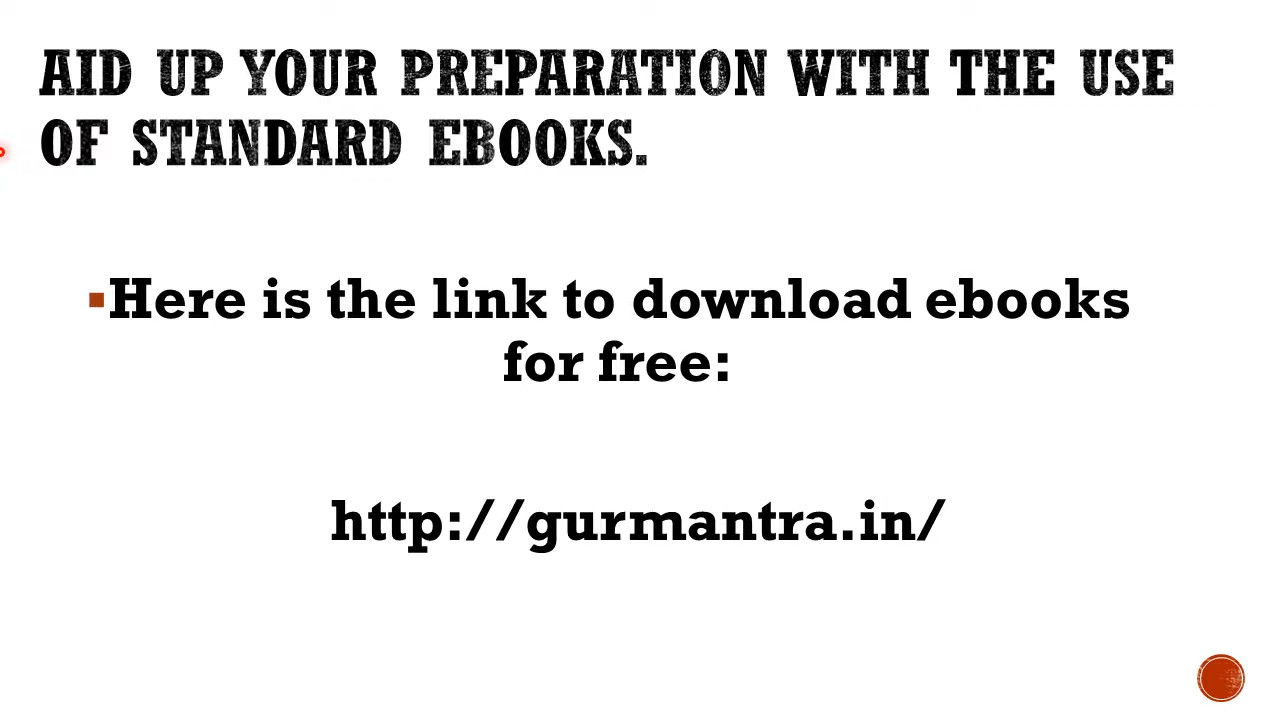 AID UP YOUR PREPARATION WITH THE USE
OF STANDARD EBOOKS.
▪Here is the link to download ebooks
for free:
http://gurmantra.in/